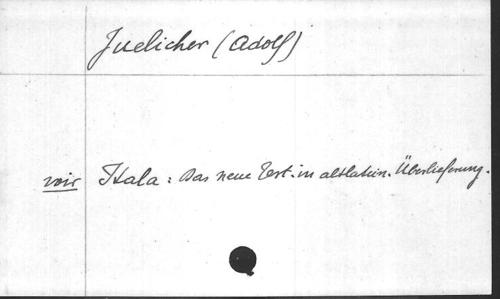 Juelicher (Adolf)
voir Itala : Das neue Test. in altlatein. Überlieferung.